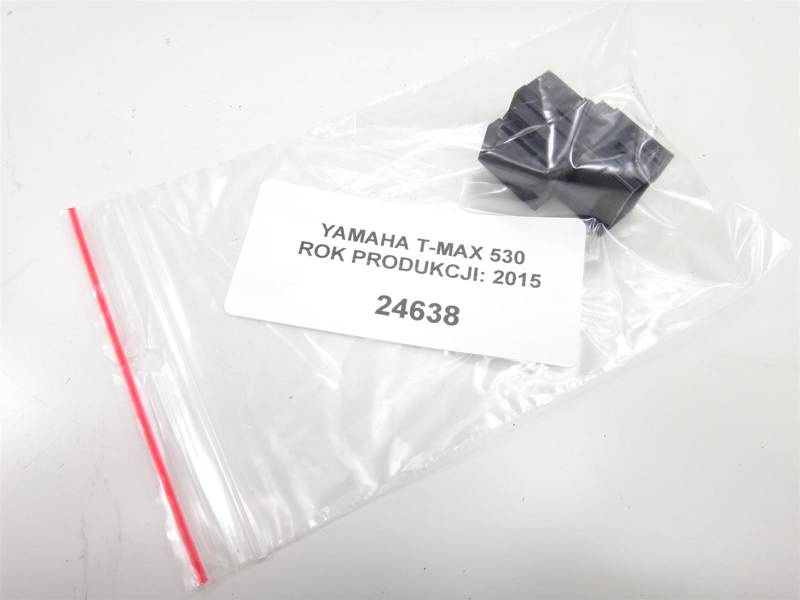 YAMAHA T-MAX 530
ROK PRODUKCJI: 2015
24638